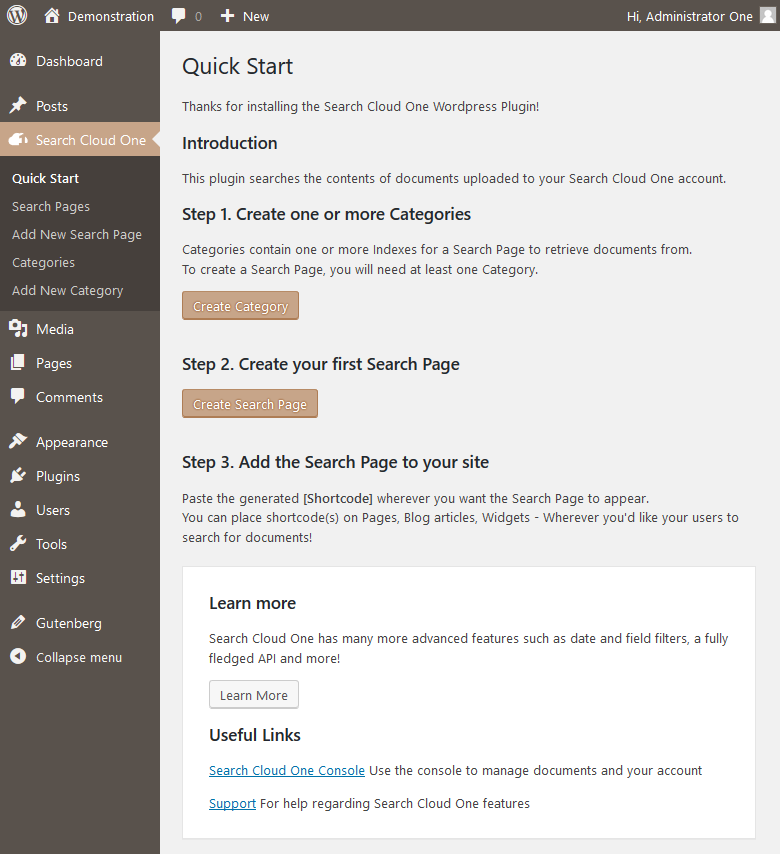 Demonstration 0 New Hi, Administrator One
Dashboard
Posts
Search Cloud One
Quick Start
Search Pages
Add New Search Page
Categories
Add New Category
Media
Pages
Comments
Appearance
Plugins
Users
Tools
Settings
Gutenberg
Collapse menu
Quick Start
Thanks for installing the Search Cloud One Wordpress Plugin!
Introduction
This plugin searches the contents of documents uploaded to your Search Cloud One account.
Step 1. Create one or more Categories
Categories contain one or more Indexes for a Search Page to retrieve documents from.
To create a Search Page, you will need at least one Category.
Create Category
Step 2. Create your first Search Page
Create Search Page
Step 3. Add the Search Page to your site
Paste the generated [Shortcode] wherever you want the Search Page to appear.
You can place shortcode(s) on Pages, Blog articles, Widgets - Wherever you'd like your users to
search for documents!
Learn more
Search Cloud One has many more advanced features such as date and field filters, a fully
fledged API and more!
Learn More
Useful Links
Search Cloud One Console Use the console to manage documents and your account
Support For help regarding Search Cloud One features